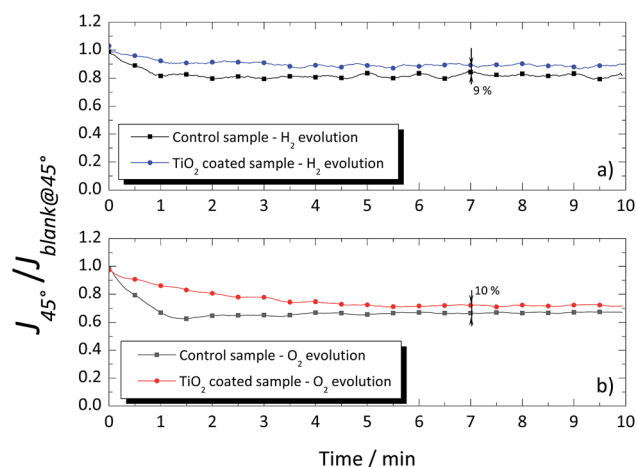 J45° /Jblank@45°
1.2
1.0
0.8
0.6
0.4
0.2
0.0
9 %
Control sample - H2 evolution
TiO2 coated sample - H2 evolution
a)
0 1 2 3 4 5 6 7 8 9 10
1.2
1.0
0.8
0.6
0.4
0.2
0.0
10 %
Control sample - O2 evolution
TiO2 coated sample - O2 evolution
b)
0 1 2 3 4 5 6 7 8 9 10
Time / min